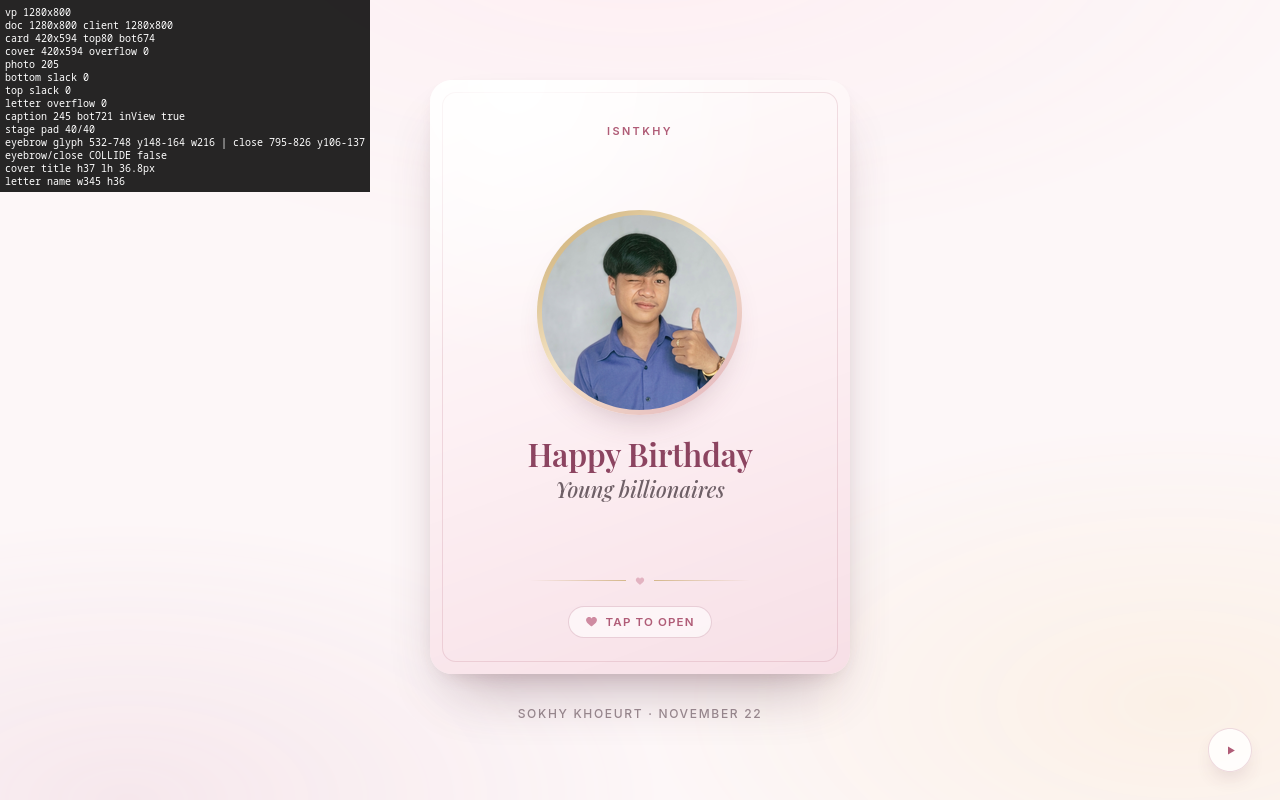 vp 1280x800
doc 1280x800 client 1280x800
card 420x594 top80 bot674
cover 420x594 overflow 0
photo 205
bottom slack 0
top slack 0
letter overflow 0
caption 245 bot721 inView true
stage pad 40/40
eyebrow glyph 532-748 y148-164 w216 | close 795-826 y106-137
eyebrow/close COLLIDE false
cover title h37 lh 36.8px
letter name w345 h36
ISNTKHY
Happy Birthday
Young billionaires
TAP TO OPEN
SOKHY KHOEURT · NOVEMBER 22